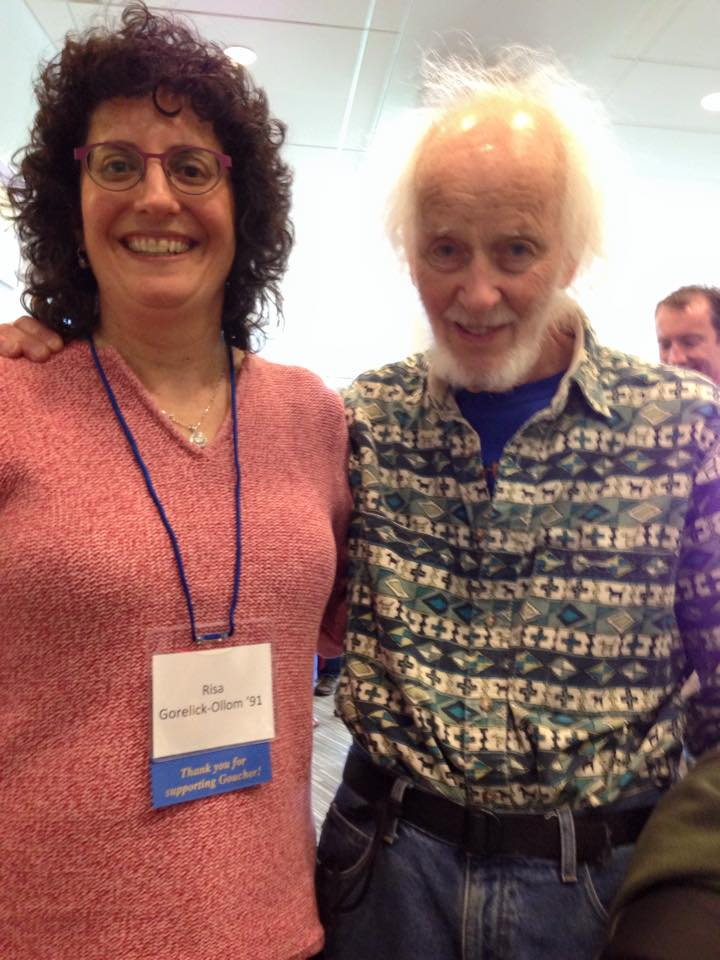 Risa
Gorelick-Ollom '91
Thank you for
supporting Goucher!